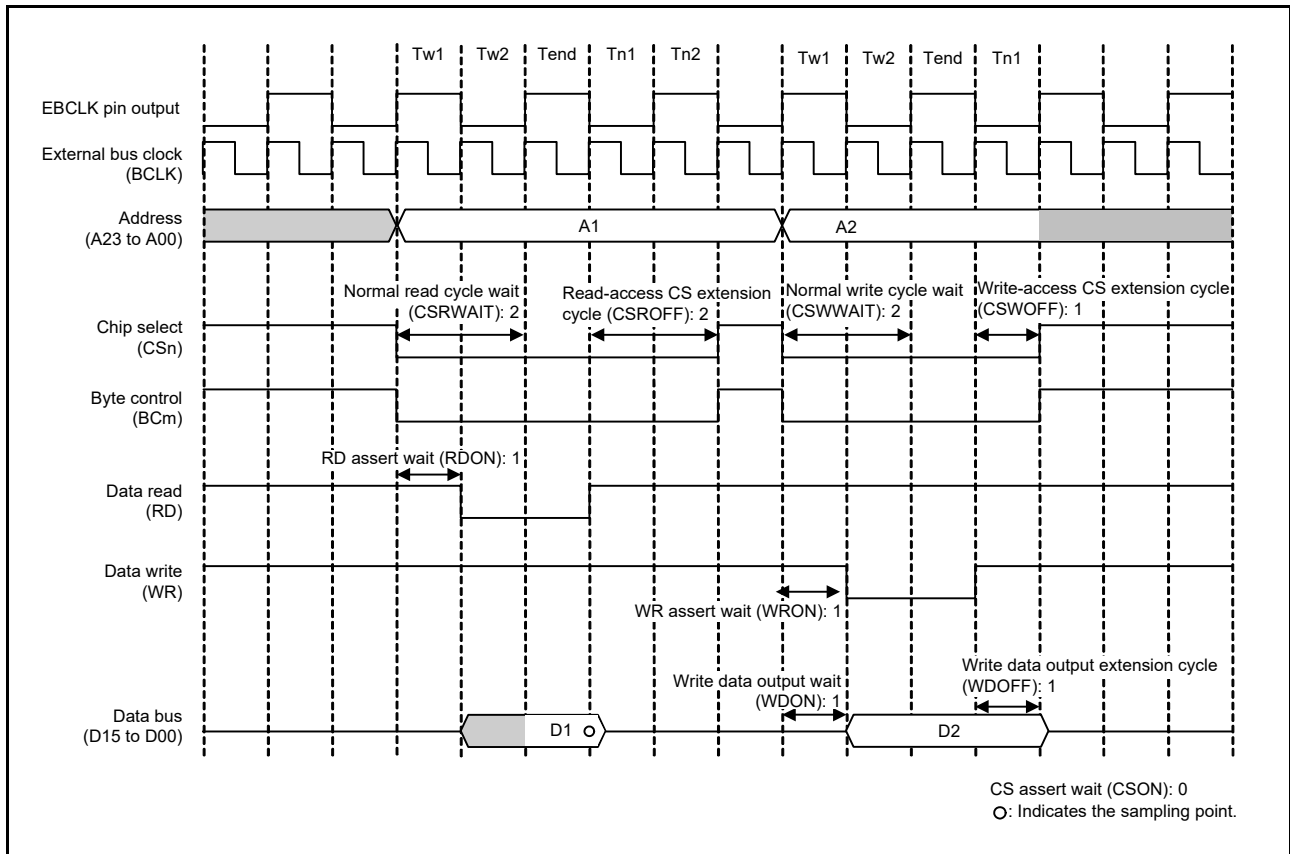 Tw1 Tw2 Tend Tn1 Tn2 Tw1 Tw2 Tend Tn1
EBCLK pin output
External bus clock
(BCLK)
Address
(A23 to A00)
A1
A2
Normal read cycle wait
(CSRWAIT): 2
Read-access CS extension
cycle (CSROFF): 2
Normal write cycle wait
(CSWWAIT): 2
Write-access CS extension cycle
(CSWOFF): 1
Chip select
(CSn)
Byte control
(BCm)
RD assert wait (RDON): 1
Data read
(RD)
Data write
(WR)
WR assert wait (WRON): 1
Write data output wait
(WDON): 1
Write data output extension cycle
(WDOFF): 1
Data bus
(D15 to D00)
D1
D2
CS assert wait (CSON): 0
O: Indicates the sampling point.